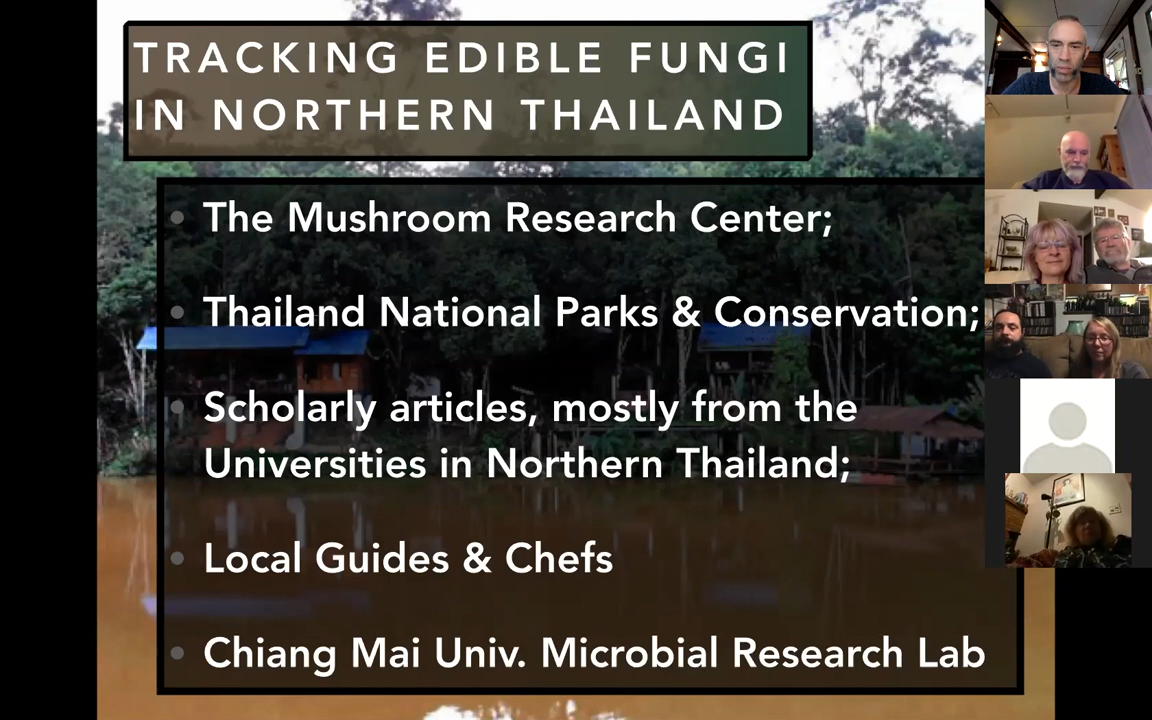 TRACKING EDIBLE FUNGI
IN NORTHERN THAILAND
• The Mushroom Research Center;
• Thailand National Parks & Conservation;
• Scholarly articles, mostly from the
Universities in Northern Thailand;
• Local Guides & Chefs
• Chiang Mai Univ. Microbial Research Lab